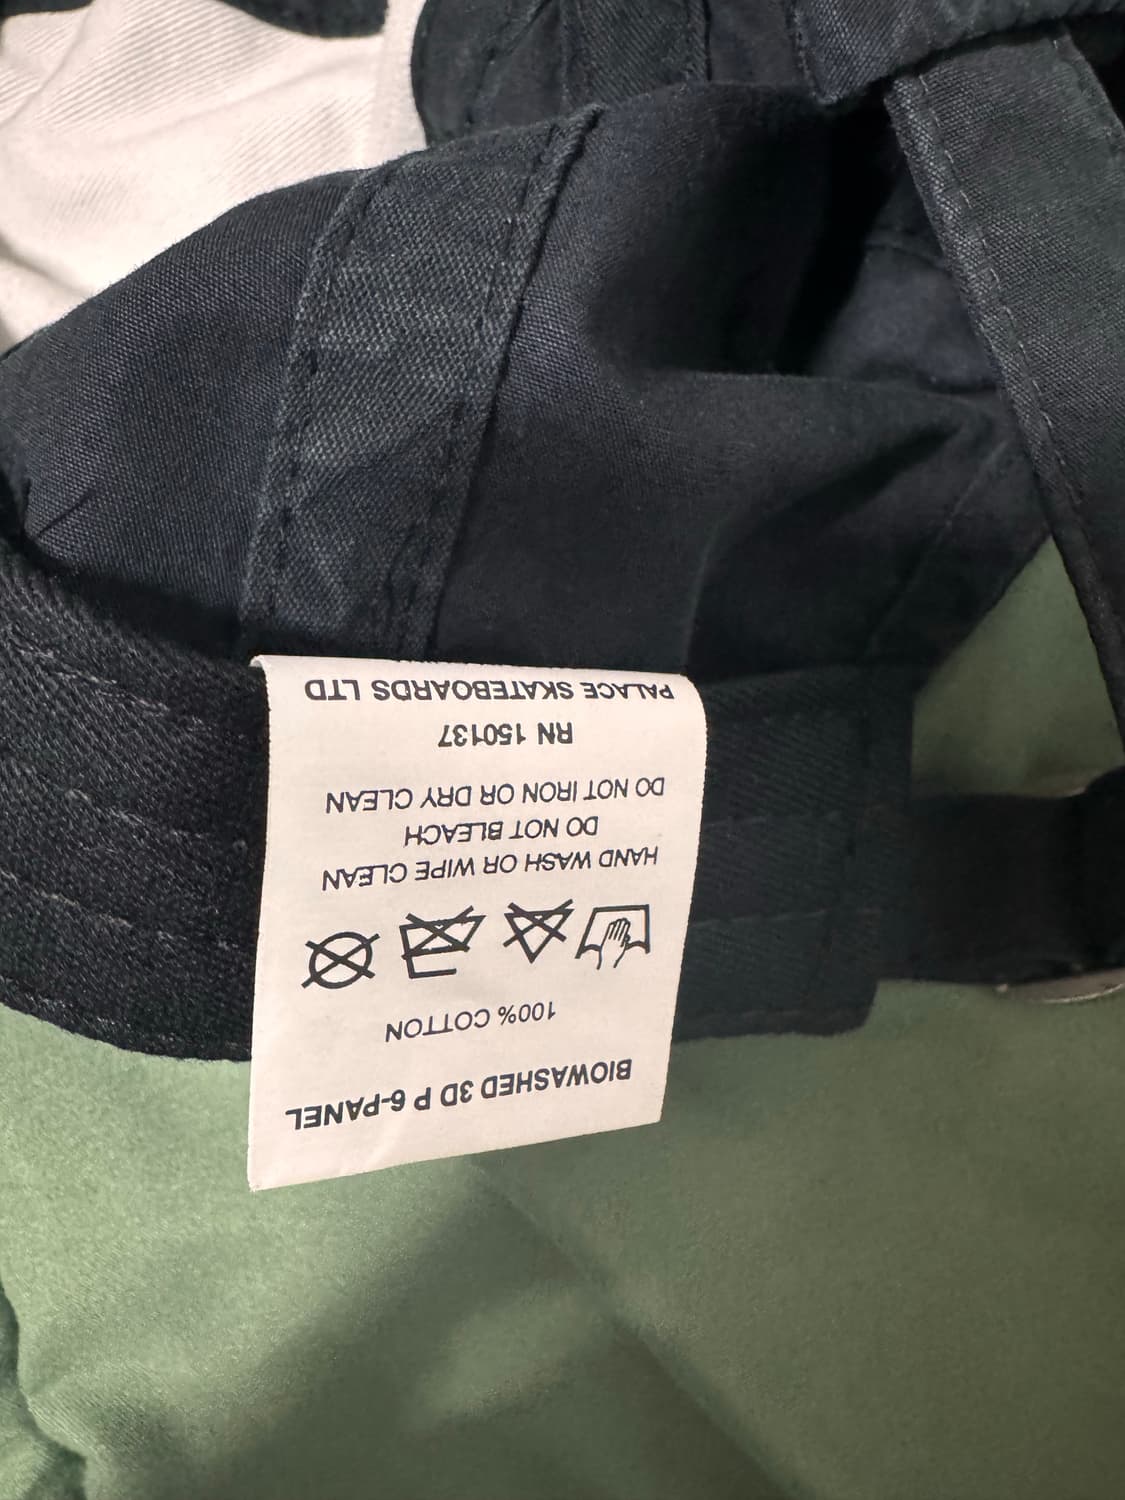 BIOWASHED 3D P 6-PANEL
100% COTTON
HAND WASH OR WIPE CLEAN
DO NOT BLEACH
DO NOT IRON OR DRY CLEAN
RN 150137
PALACE SKATEBOARDS LTD